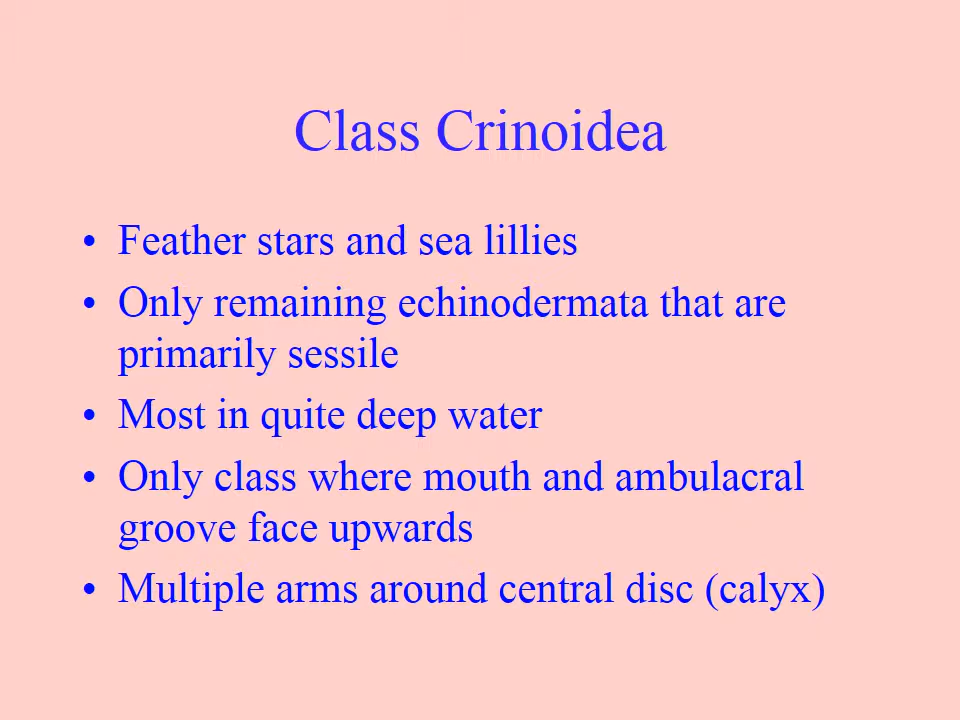 Class Crinoidea
• Feather stars and sea lillies
• Only remaining echinodermata that are
primarily sessile
• Most in quite deep water
• Only class where mouth and ambulacral
groove face upwards
• Multiple arms around central disc (calyx)